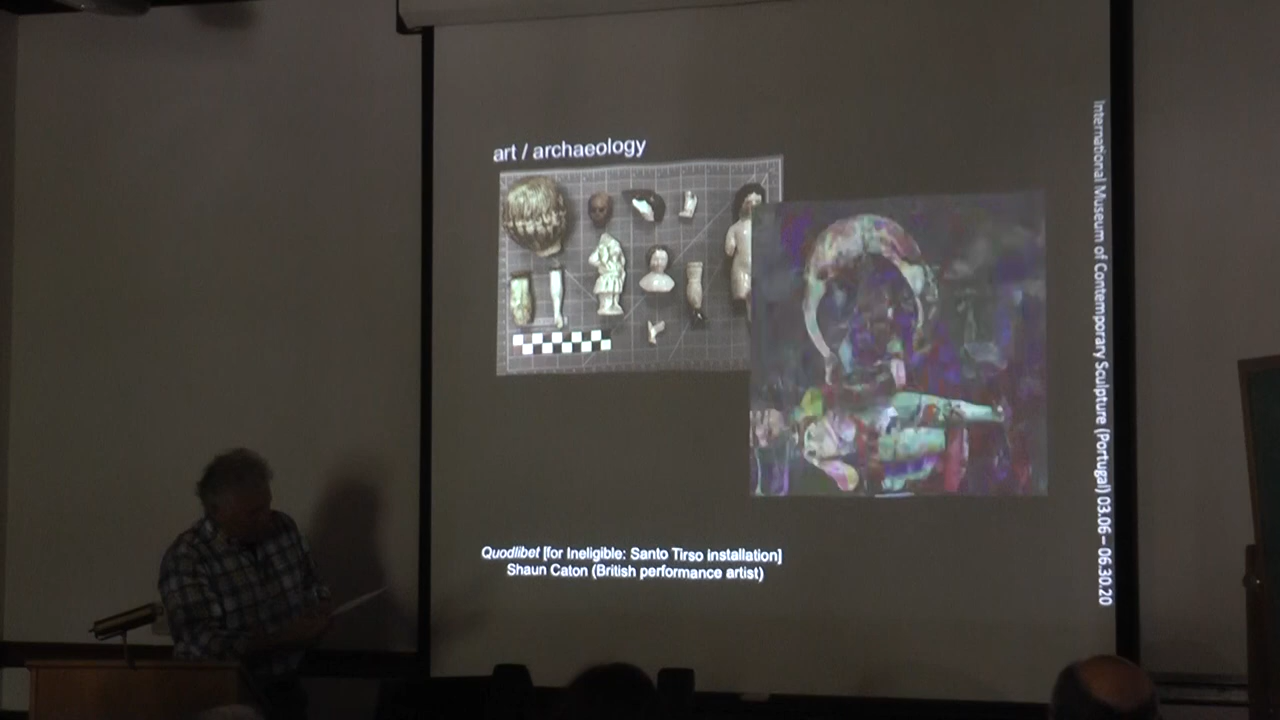 art / archaeology
International Museum of Contemporary Sculpture (Portugal) 03.06 – 06.30.20
Quodlibet [for Ineligible: Santo Tirso installation]
Shaun Caton (British performance artist)